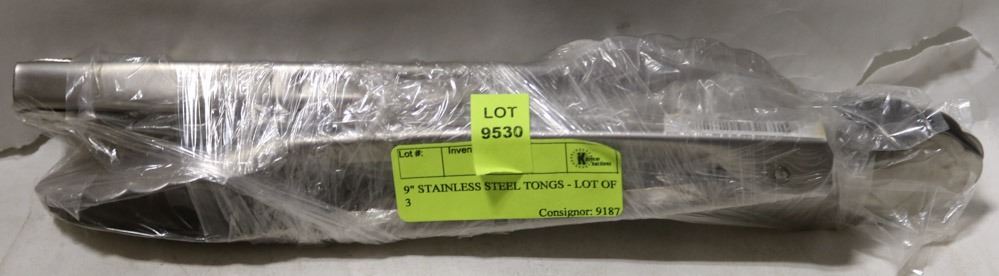 LOT
9530
Lot #:
Inven
9" STAINLESS STEEL TONGS - LOT OF
3
Consignor: 9187